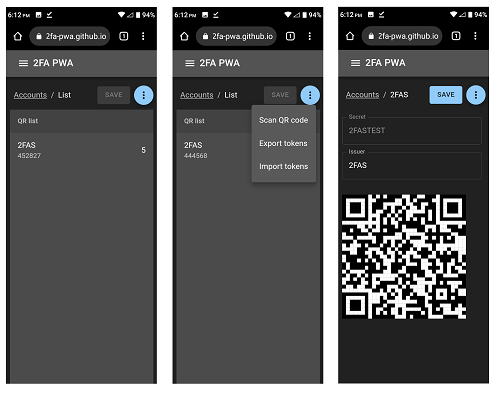 6:12 PM 94%
2fa-pwa.github.io 1
2FA PWA
Accounts / List SAVE
QR list
2FAS
452827 5
6:12 PM 94%
2fa-pwa.github.io 1
2FA PWA
Accounts / List SAVE
QR list
Scan QR code
2FAS
444568
Export tokens
Import tokens
6:12 PM 94%
2fa-pwa.github.io 1
2FA PWA
Accounts / 2FAS SAVE
Secret
2FASTEST
Issuer
2FAS